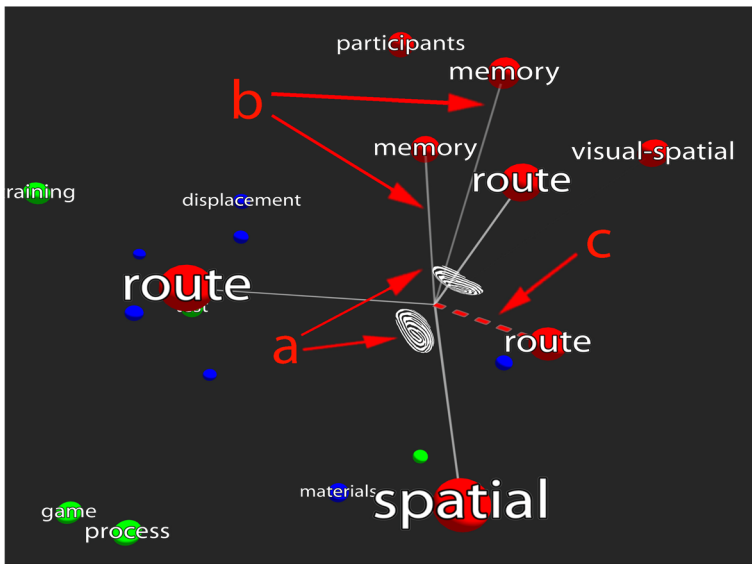 participants
memory
b
memory
visual-spatial
route
raining
displacement
c
route
a
route
materials
spatial
game
process